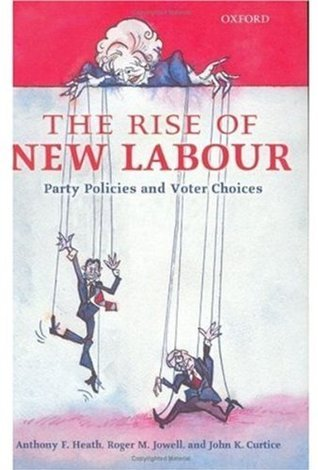 OXFORD
THE RISE OF
NEW LABOUR
Party Policies and Voter Choices
Anthony F. Heath, Roger M. Jowell, and John K. Curtice